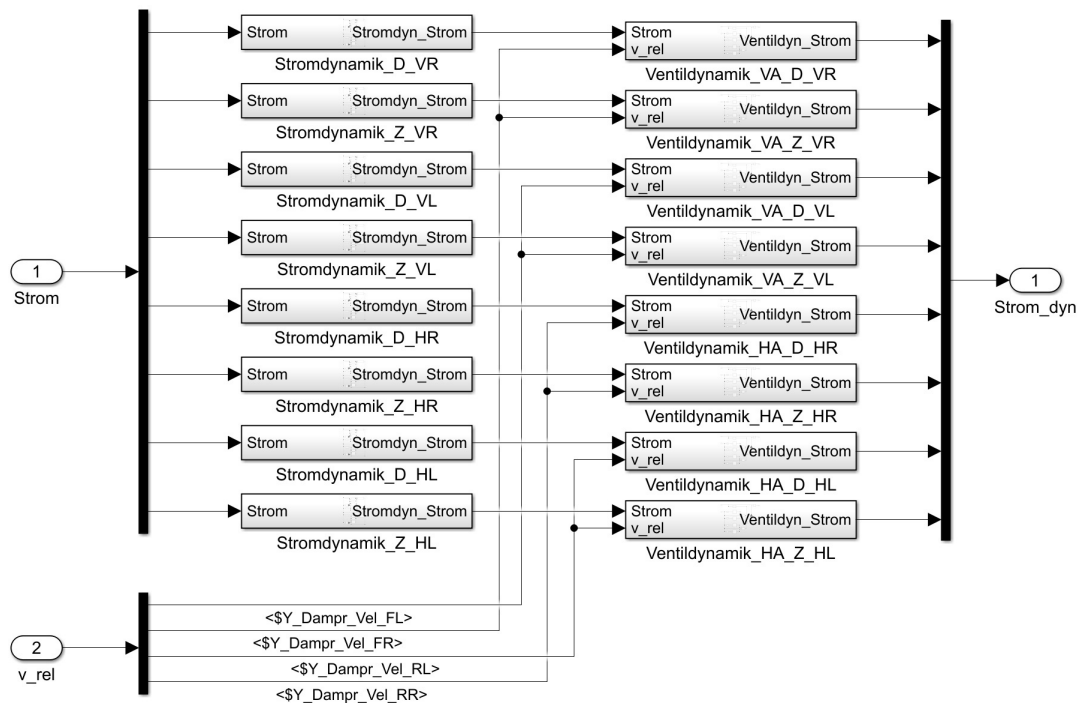 Strom Stromdyn_Strom
Stromdynamik_D_VR
Strom Stromdyn_Strom
Stromdynamik_Z_VR
Strom Stromdyn_Strom
Stromdynamik_D_VL
Strom Stromdyn_Strom
Stromdynamik_Z_VL
Strom Stromdyn_Strom
Stromdynamik_D_HR
Strom Stromdyn_Strom
Stromdynamik_Z_HR
Strom Stromdyn_Strom
Stromdynamik_D_HL
Strom Stromdyn_Strom
Stromdynamik_Z_HL
Strom
v_rel
Ventildyn_Strom
Ventildynamik_VA_D_VR
Strom
v_rel
Ventildyn_Strom
Ventildynamik_VA_Z_VR
Strom
v_rel
Ventildyn_Strom
Ventildynamik_VA_D_VL
Strom
v_rel
Ventildyn_Strom
Ventildynamik_VA_Z_VL
Strom
v_rel
Ventildyn_Strom
Ventildynamik_HA_D_HR
Strom
v_rel
Ventildyn_Strom
Ventildynamik_HA_Z_HR
Strom
v_rel
Ventildyn_Strom
Ventildynamik_HA_D_HL
Strom
v_rel
Ventildyn_Strom
Ventildynamik_HA_Z_HL
1
Strom
1
Strom_dyn
2
v_rel
<$Y_Dampr_Vel_FL>
<$Y_Dampr_Vel_FR>
<$Y_Dampr_Vel_RL>
<$Y_Dampr_Vel_RR>